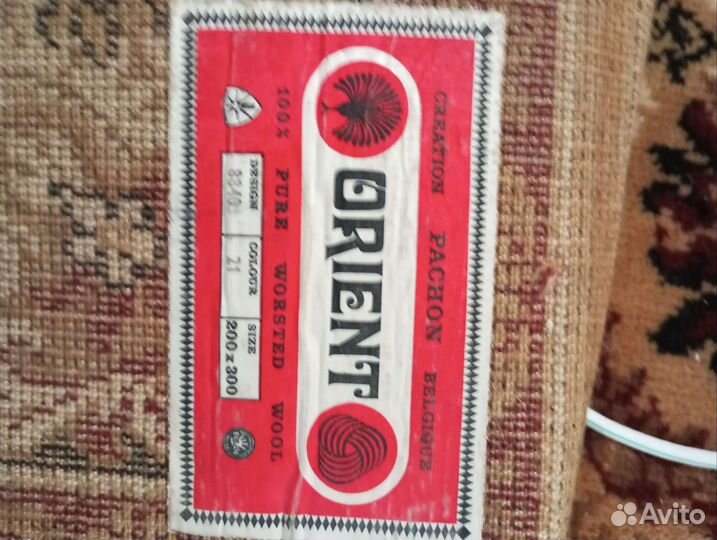 CREATION PACHON BELGIQUE
ORIENT
100% PURE WORSTED WOOL
DESIGN COLOUR SIZE
21 200 x 300
Avito